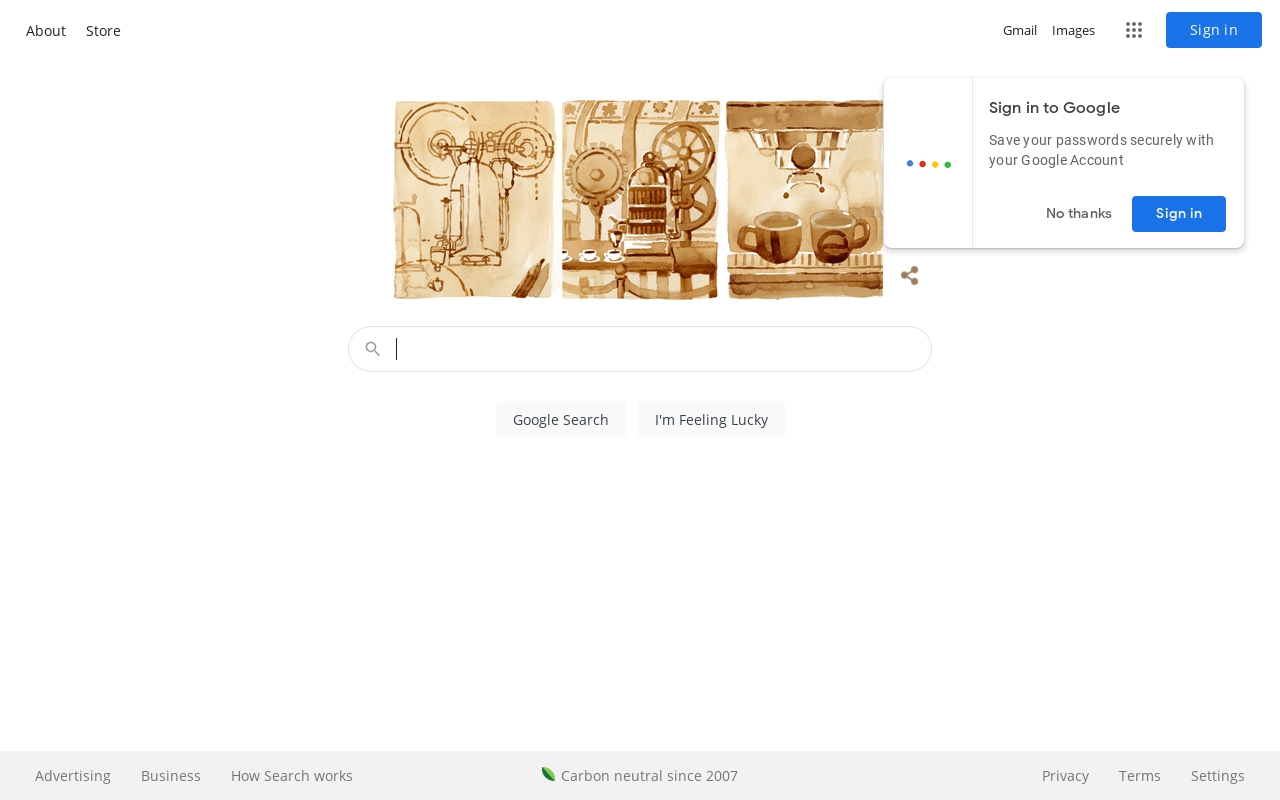 About
Store
Gmail
Images
Sign in
Sign in to Google
Save your passwords securely with
your Google Account
No thanks
Sign in
Google Search
I'm Feeling Lucky
Advertising
Business
How Search works
Carbon neutral since 2007
Privacy
Terms
Settings